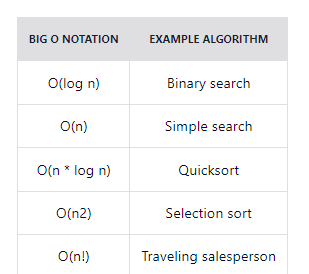 BIG O NOTATION EXAMPLE ALGORITHM
O(log n) Binary search
O(n) Simple search
O(n * log n) Quicksort
O(n2) Selection sort
O(n!) Traveling salesperson